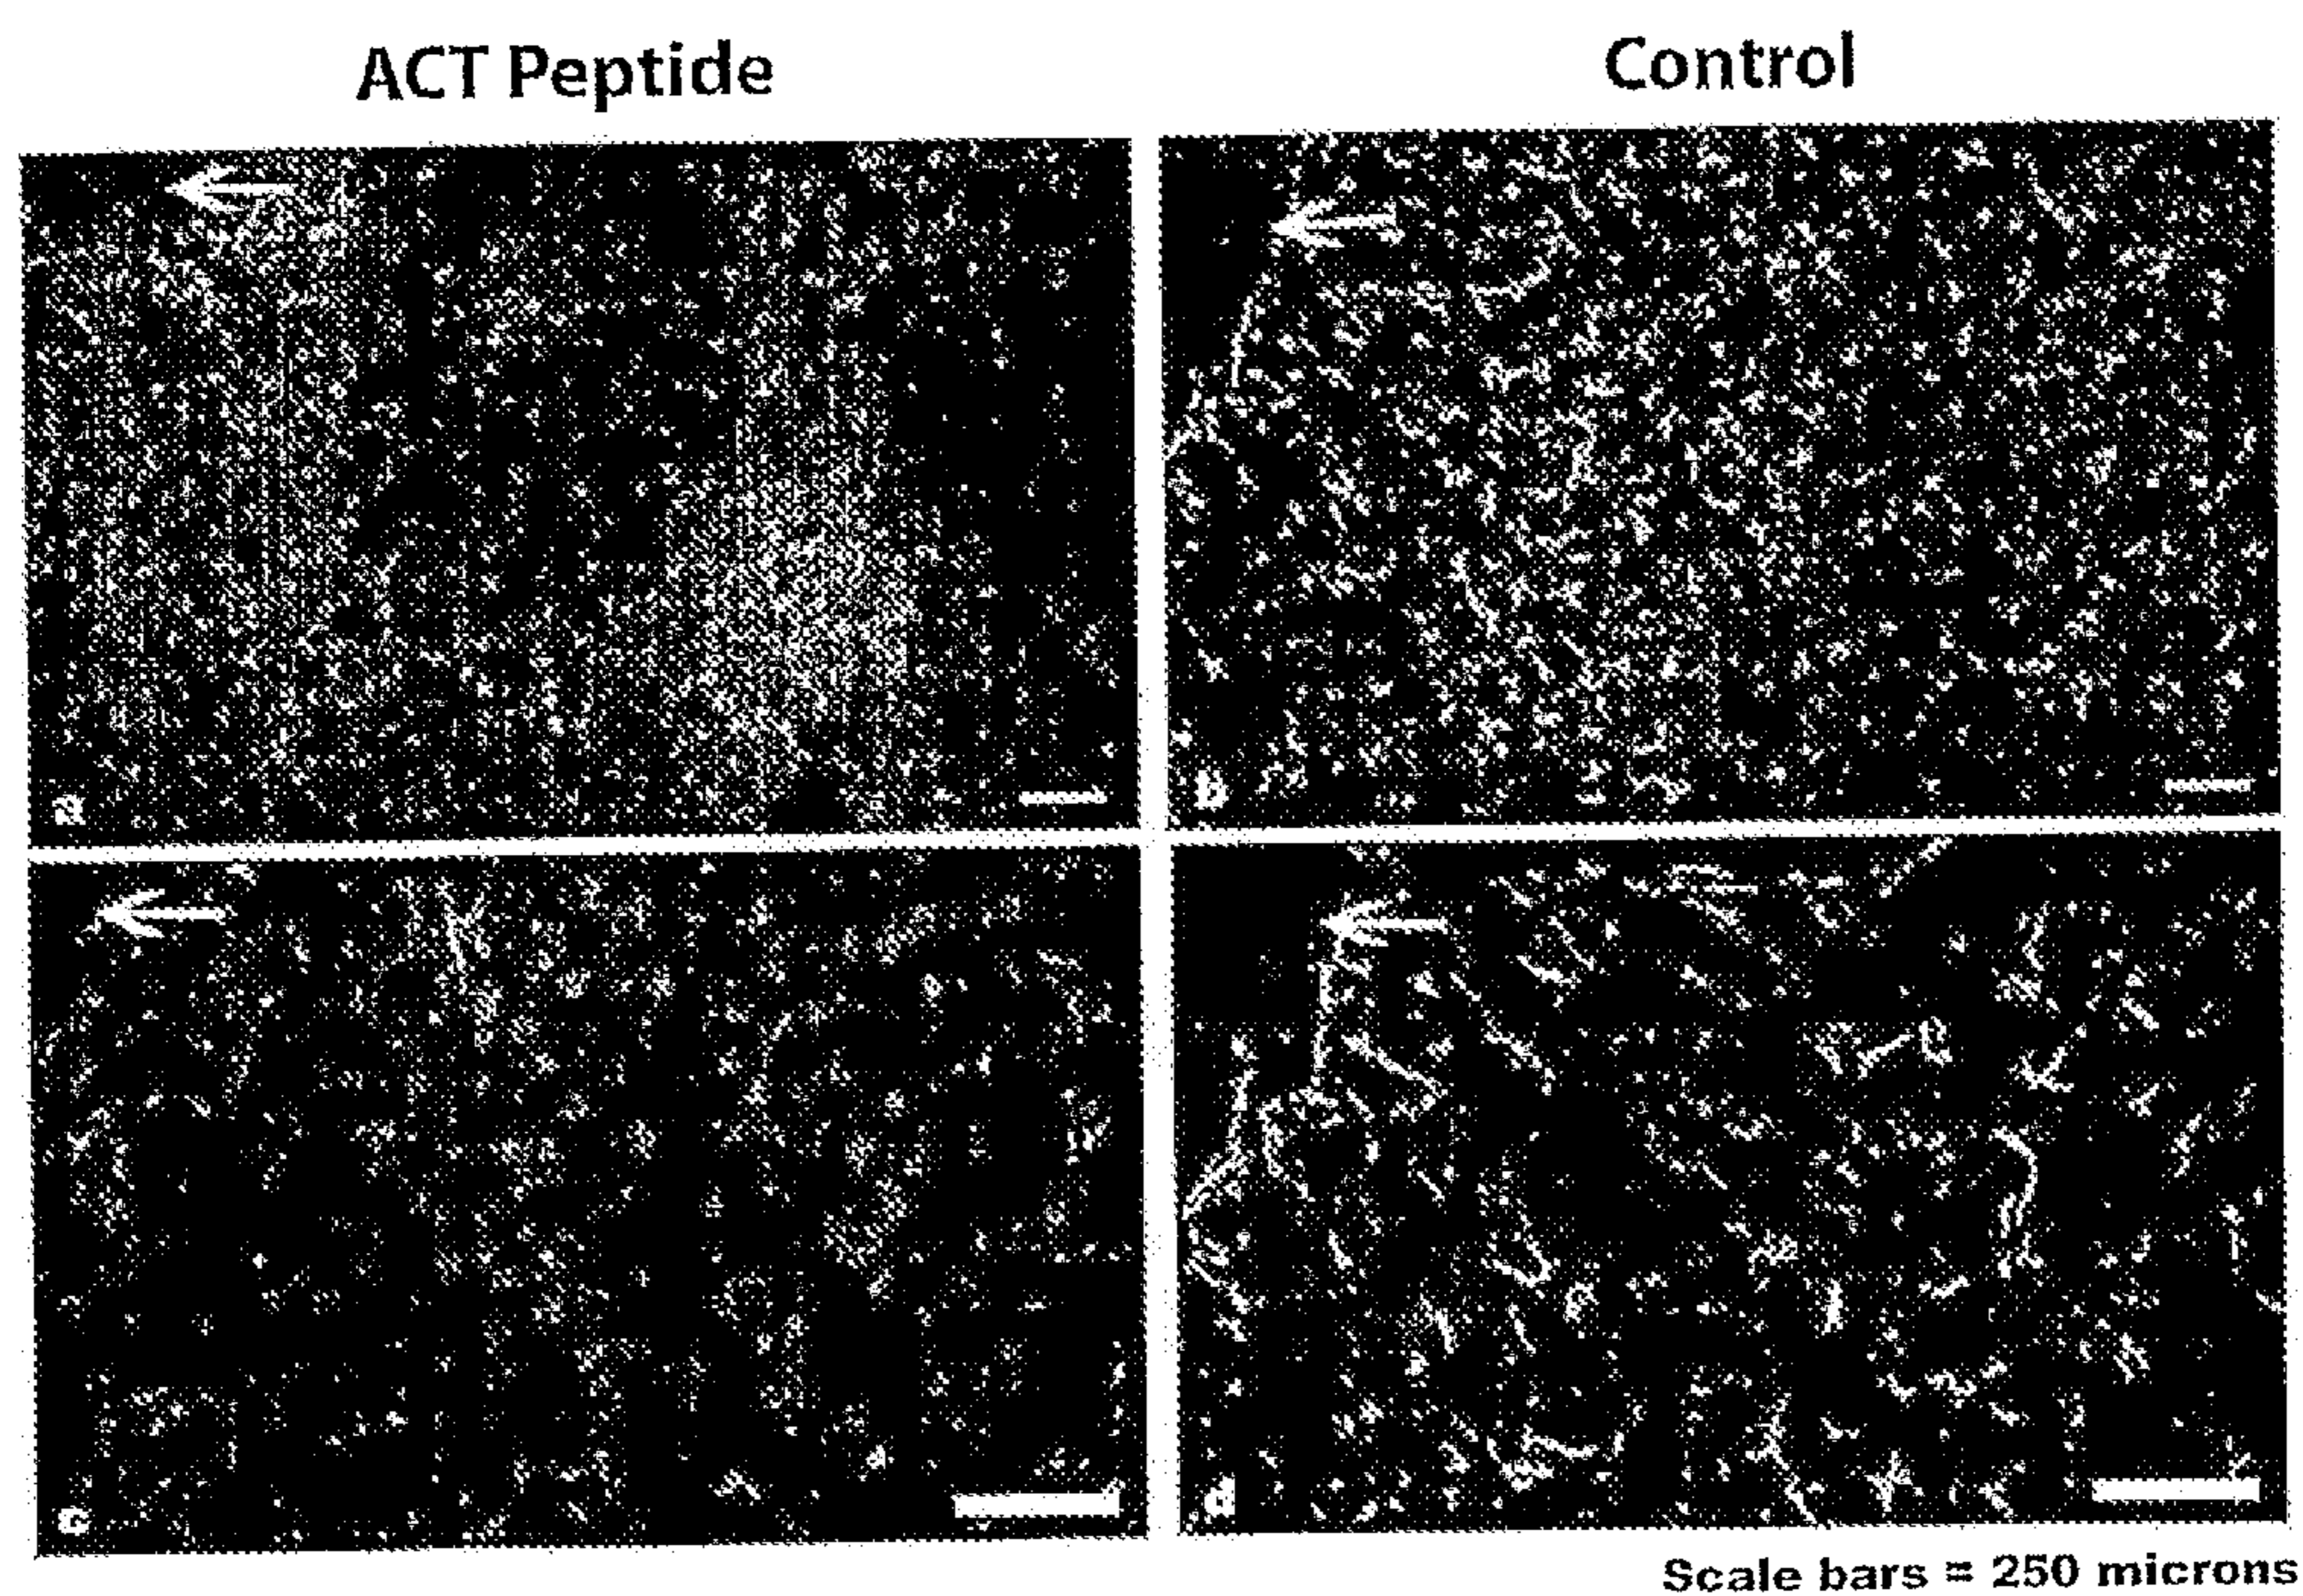 ACT Peptide
Control
a
b
c
d
Scale bars = 250 microns